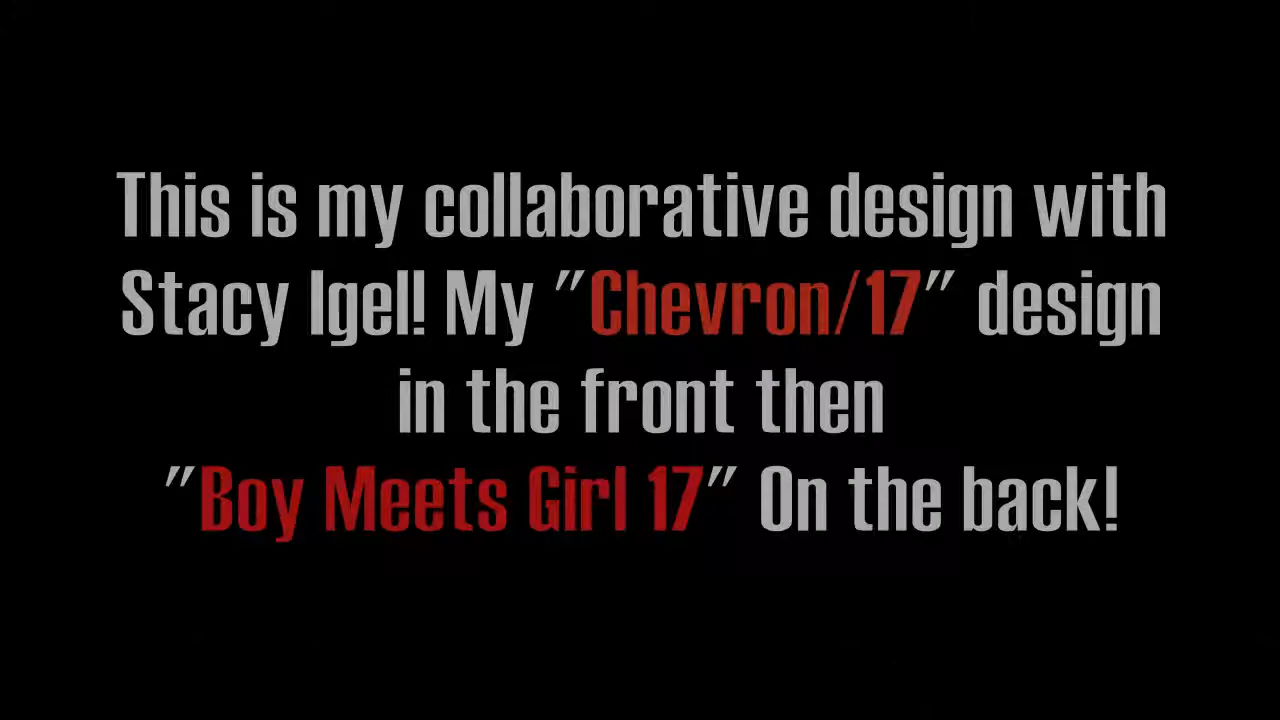 This is my collaborative design with
Stacy Igel! My "Chevron/17" design
in the front then
"Boy Meets Girl 17" On the back!